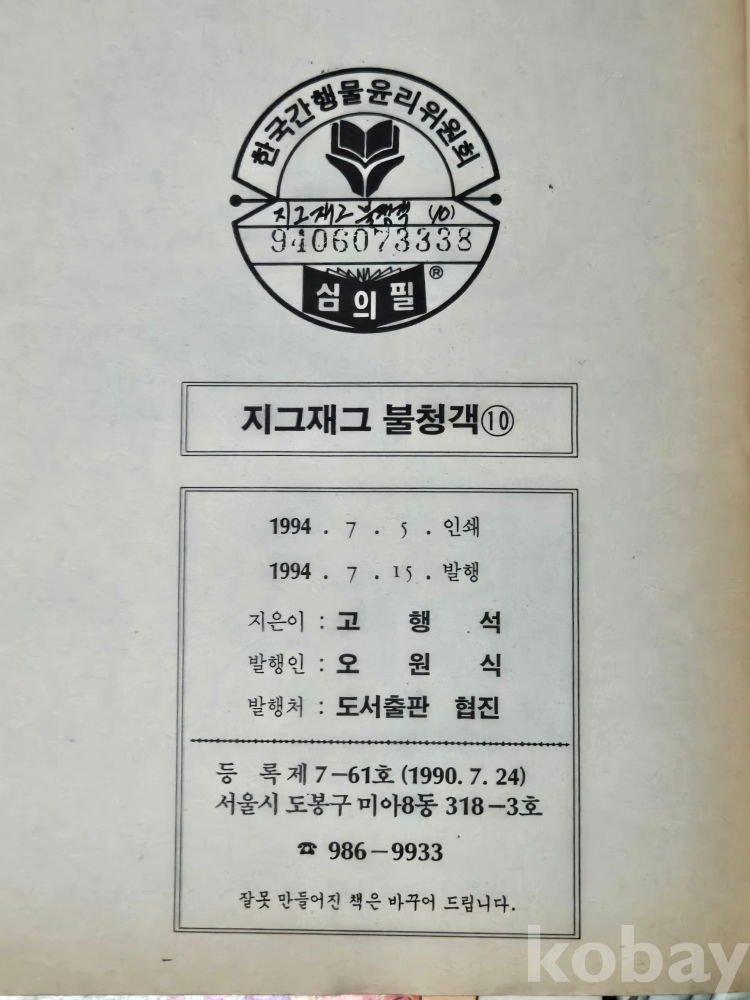 한국간행물윤리위원회
지그재그 불청객 (10)
9406073338
®
심의필
지그재그 불청객⑩
1994 . 7 . 5 . 인쇄
1994 . 7 . 15 . 발행
지은이 : 고 행 석
발행인 : 오 원 식
발행처 : 도서출판 협진
등 록 제 7-61호 (1990. 7. 24)
서울시 도봉구 미아8동 318-3호
☎ 986-9933
잘못 만들어진 책은 바꾸어 드립니다.
kobay